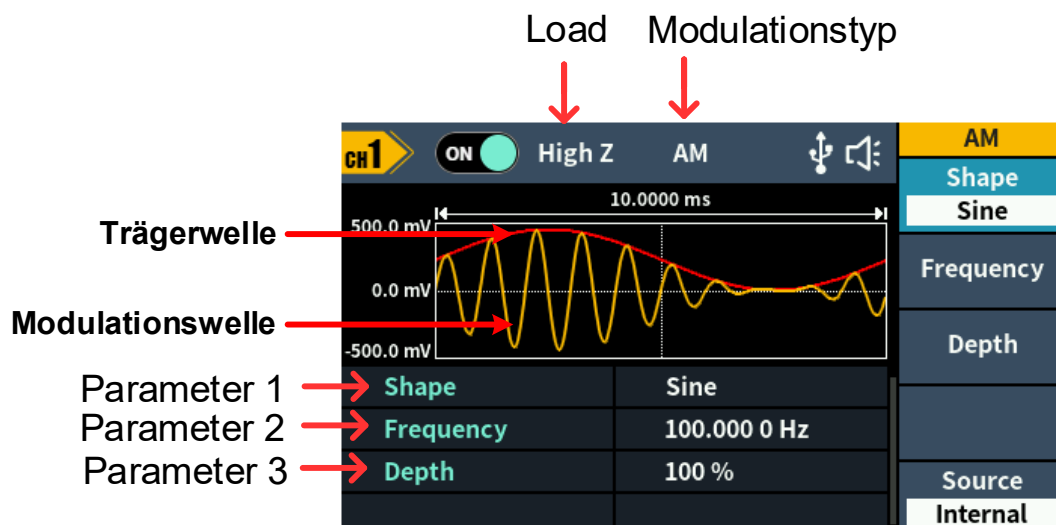 Load Modulationstyp
CH1 ON High Z AM
AM
Shape
Sine
10.0000 ms
500.0 mV
Trägerwelle
Frequency
0.0 mV
Modulationswelle
Depth
-500.0 mV
Parameter 1 Shape Sine
Parameter 2 Frequency 100.000 0 Hz
Parameter 3 Depth 100 %
Source
Internal